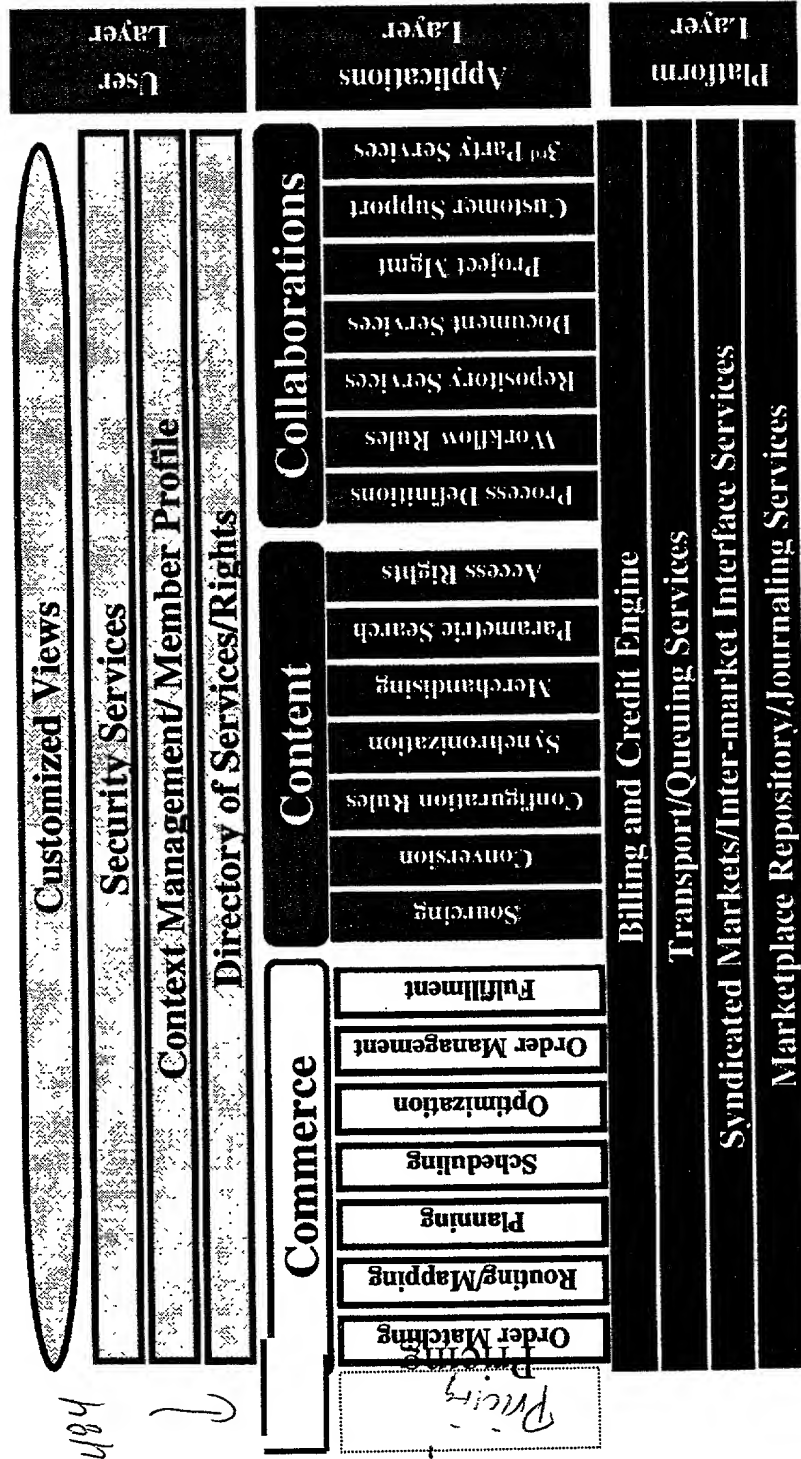 Customized Views
Security Services
Context Management/ Member Profile
Directory of Services/Rights
User
Layer
Commerce
Content
Collaborations
Pricing
Pricing
Order Matching
Routing/Mapping
Planning
Scheduling
Optimization
Order Management
Fulfillment
Sourcing
Conversion
Configuration Rules
Synchronization
Merchandising
Parametric Search
Access Rights
Process Definitions
Workflow Rules
Repository Services
Document Services
Project Mgmt
Customer Support
3rd Party Services
Applications
Layer
Billing and Credit Engine
Transport/Queuing Services
Syndicated Markets/Inter-market Interface Services
Marketplace Repository/Journaling Services
Platform
Layer
484